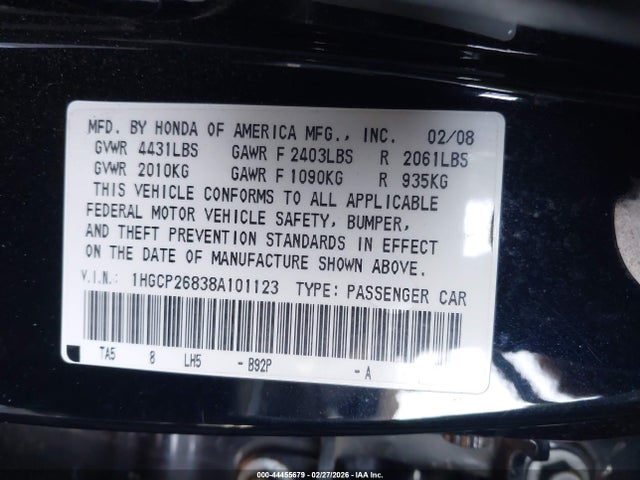 MFD. BY HONDA OF AMERICA MFG., INC. 02/08
GVWR 4431LBS GAWR F 2403LBS R 2061LBS
GVWR 2010KG GAWR F 1090KG R 935KG
THIS VEHICLE CONFORMS TO ALL APPLICABLE
FEDERAL MOTOR VEHICLE SAFETY, BUMPER,
AND THEFT PREVENTION STANDARDS IN EFFECT
ON THE DATE OF MANUFACTURE SHOWN ABOVE.
V.I.N.: 1HGCP26838A101123 TYPE: PASSENGER CAR
TA5 8 LH5 - B92P - A
000-44455679 - 02/27/2026 - IAA Inc.